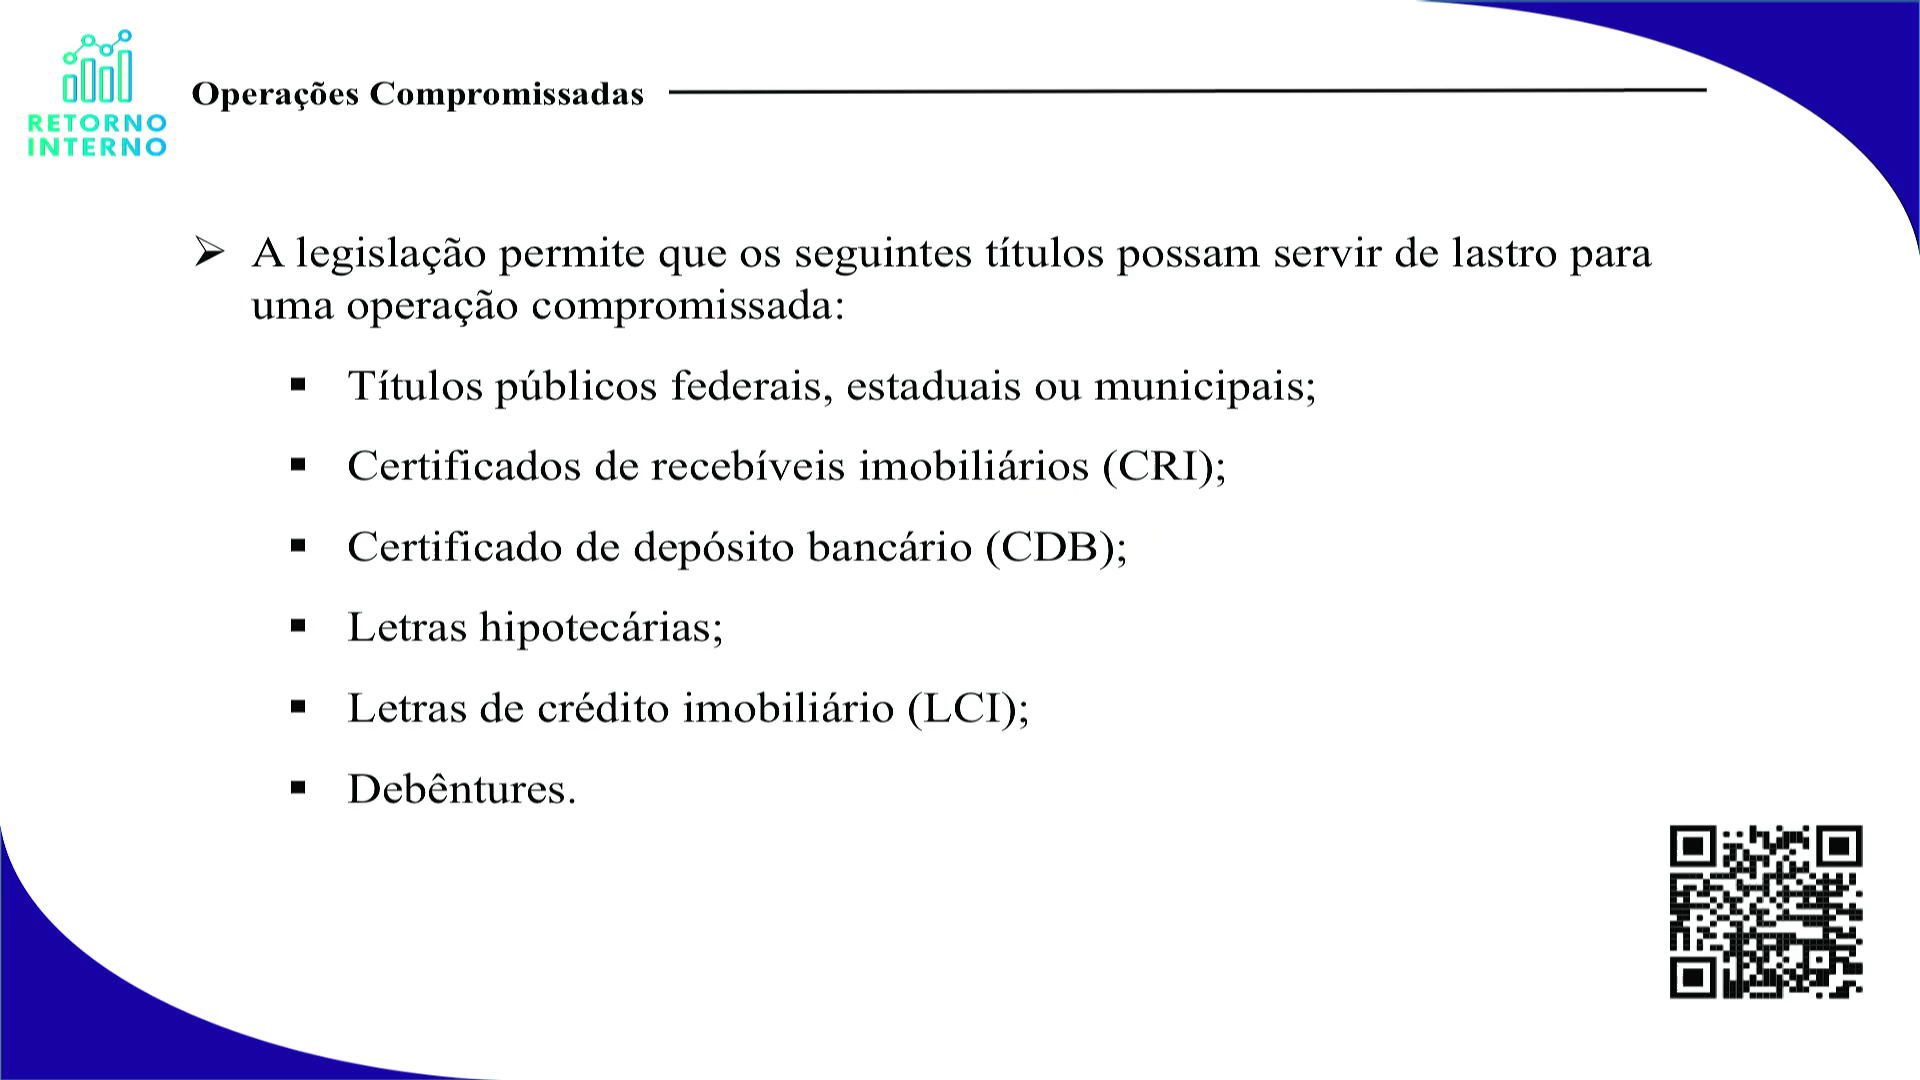 RETORNO
INTERNO
Operações Compromissadas
A legislação permite que os seguintes títulos possam servir de lastro para
uma operação compromissada:
Títulos públicos federais, estaduais ou municipais;
Certificados de recebíveis imobiliários (CRI);
Certificado de depósito bancário (CDB);
Letras hipotecárias;
Letras de crédito imobiliário (LCI);
Debêntures.